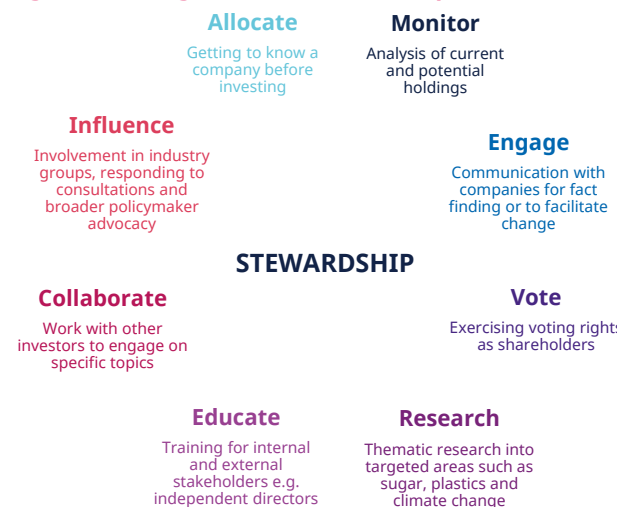 Allocate
Getting to know a
company before
investing
Monitor
Analysis of current
and potential
holdings
Influence
Involvement in industry
groups, responding to
consultations and
broader policymaker
advocacy
Engage
Communication with
companies for fact
finding or to facilitate
change
STEWARDSHIP
Collaborate
Work with other
investors to engage on
specific topics
Vote
Exercising voting rights
as shareholders
Educate
Training for internal
and external
stakeholders e.g.
independent directors
Research
Thematic research into
targeted areas such as
sugar, plastics and
climate change